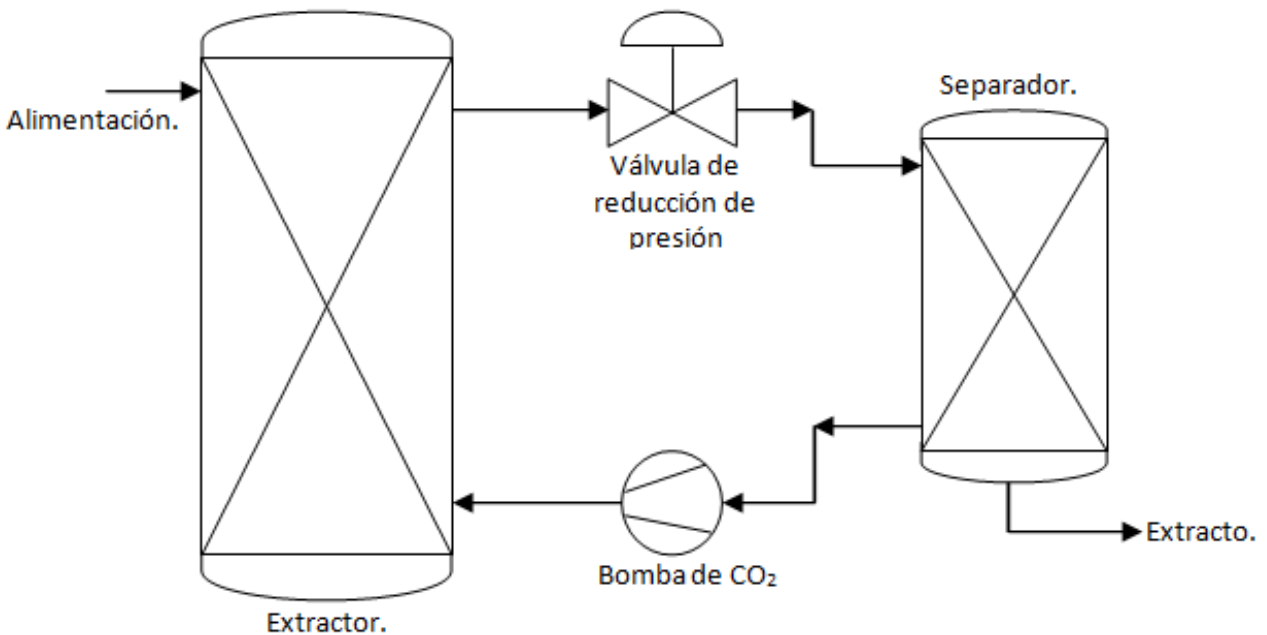 Alimentación.
Válvula de
reducción de
presión
Separador.
Bomba de CO₂
Extracto.
Extractor.